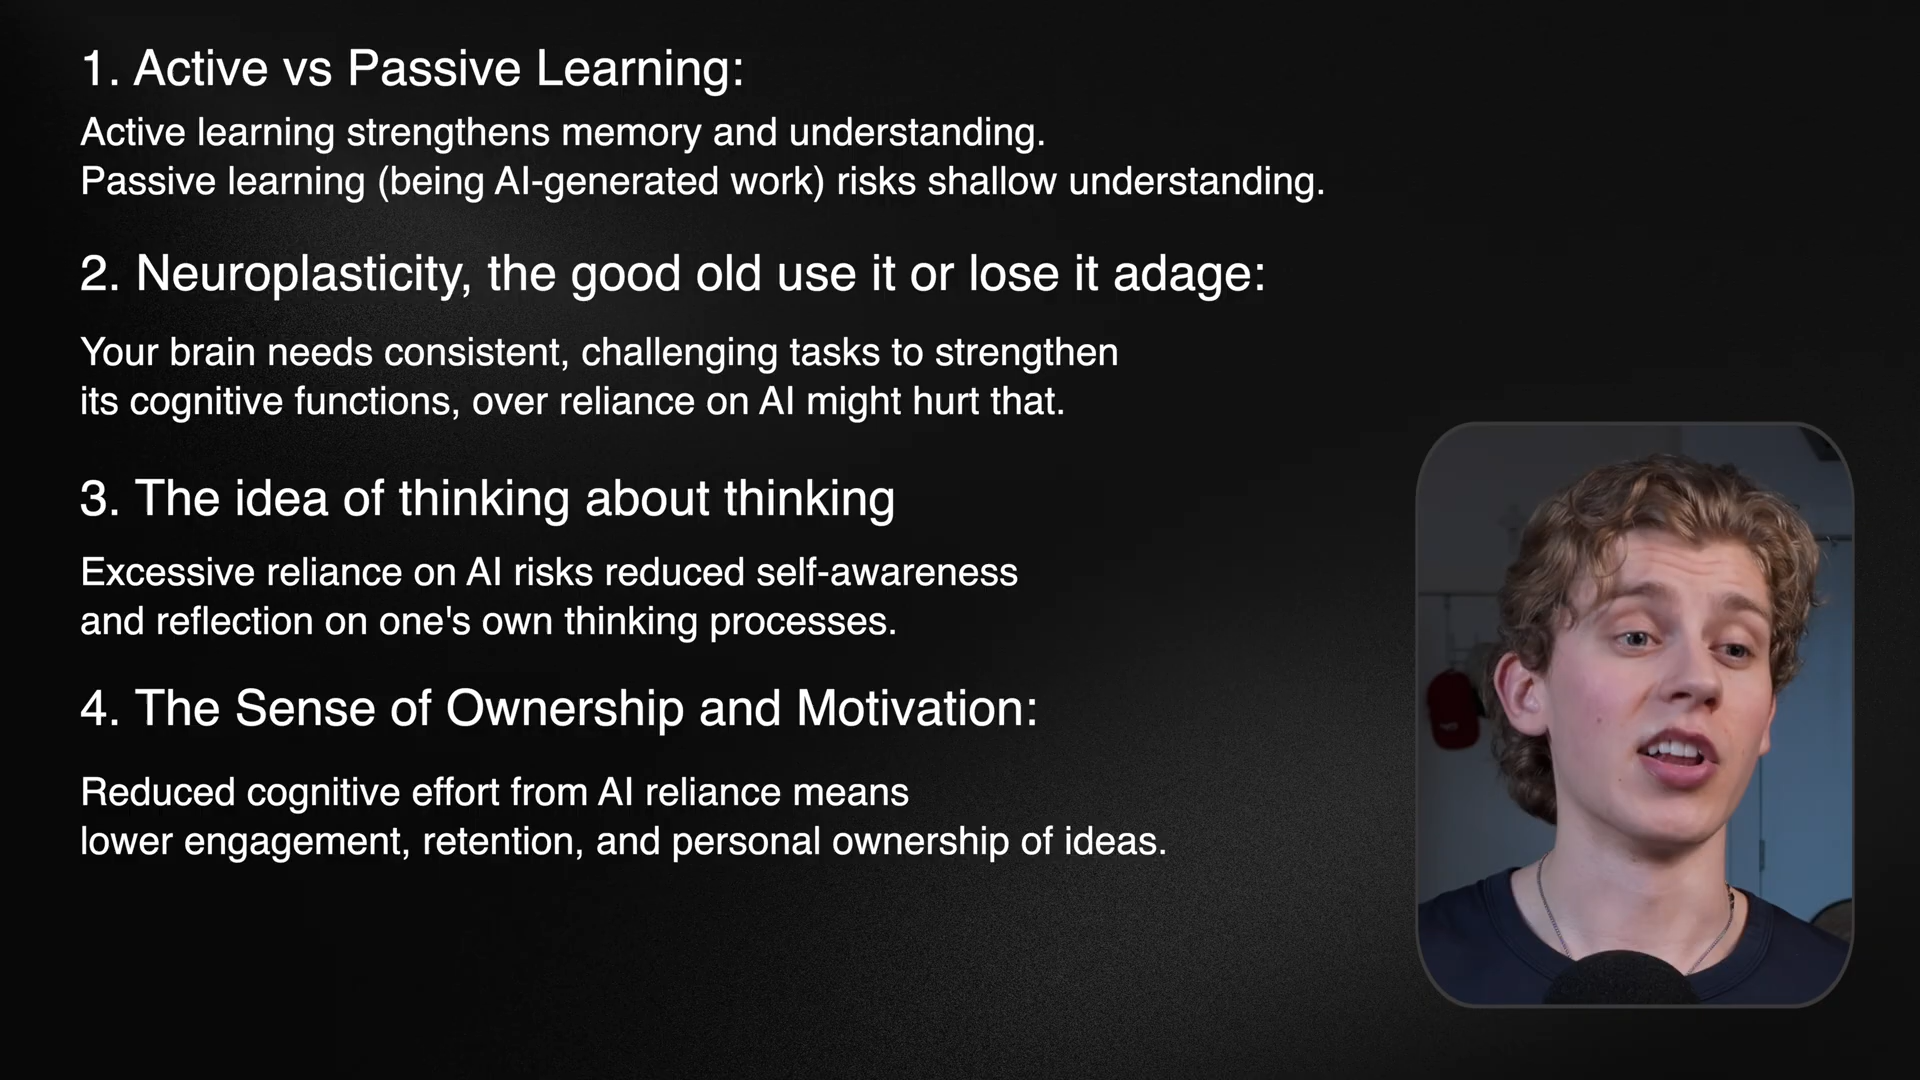 1. Active vs Passive Learning:
Active learning strengthens memory and understanding.
Passive learning (being AI-generated work) risks shallow understanding.
2. Neuroplasticity, the good old use it or lose it adage:
Your brain needs consistent, challenging tasks to strengthen
its cognitive functions, over reliance on AI might hurt that.
3. The idea of thinking about thinking
Excessive reliance on AI risks reduced self-awareness
and reflection on one's own thinking processes.
4. The Sense of Ownership and Motivation:
Reduced cognitive effort from AI reliance means
lower engagement, retention, and personal ownership of ideas.